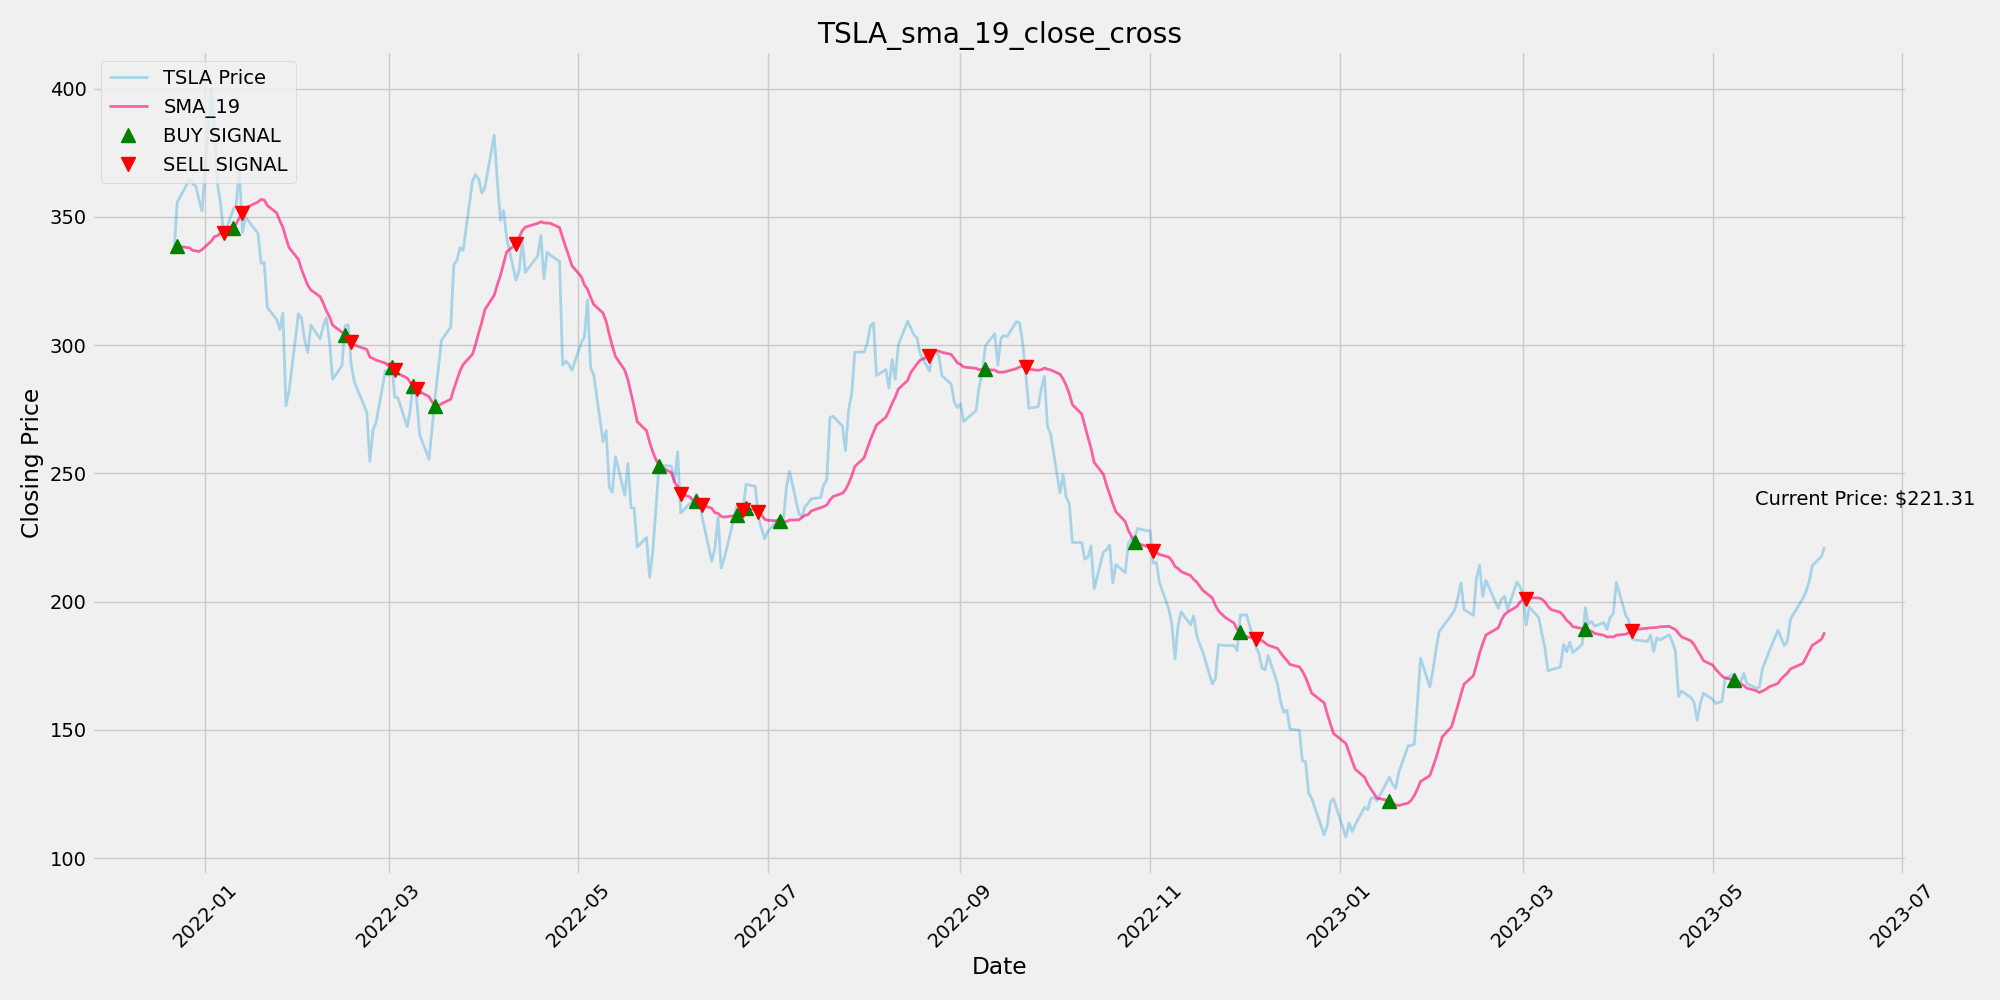 TSLA_sma_19_close_cross
TSLA Price
SMA_19
BUY SIGNAL
SELL SIGNAL
400
350
300
250
200
150
100
Closing Price
Current Price: $221.31
2022-01
2022-03
2022-05
2022-07
2022-09
2022-11
2023-01
2023-03
2023-05
2023-07
Date